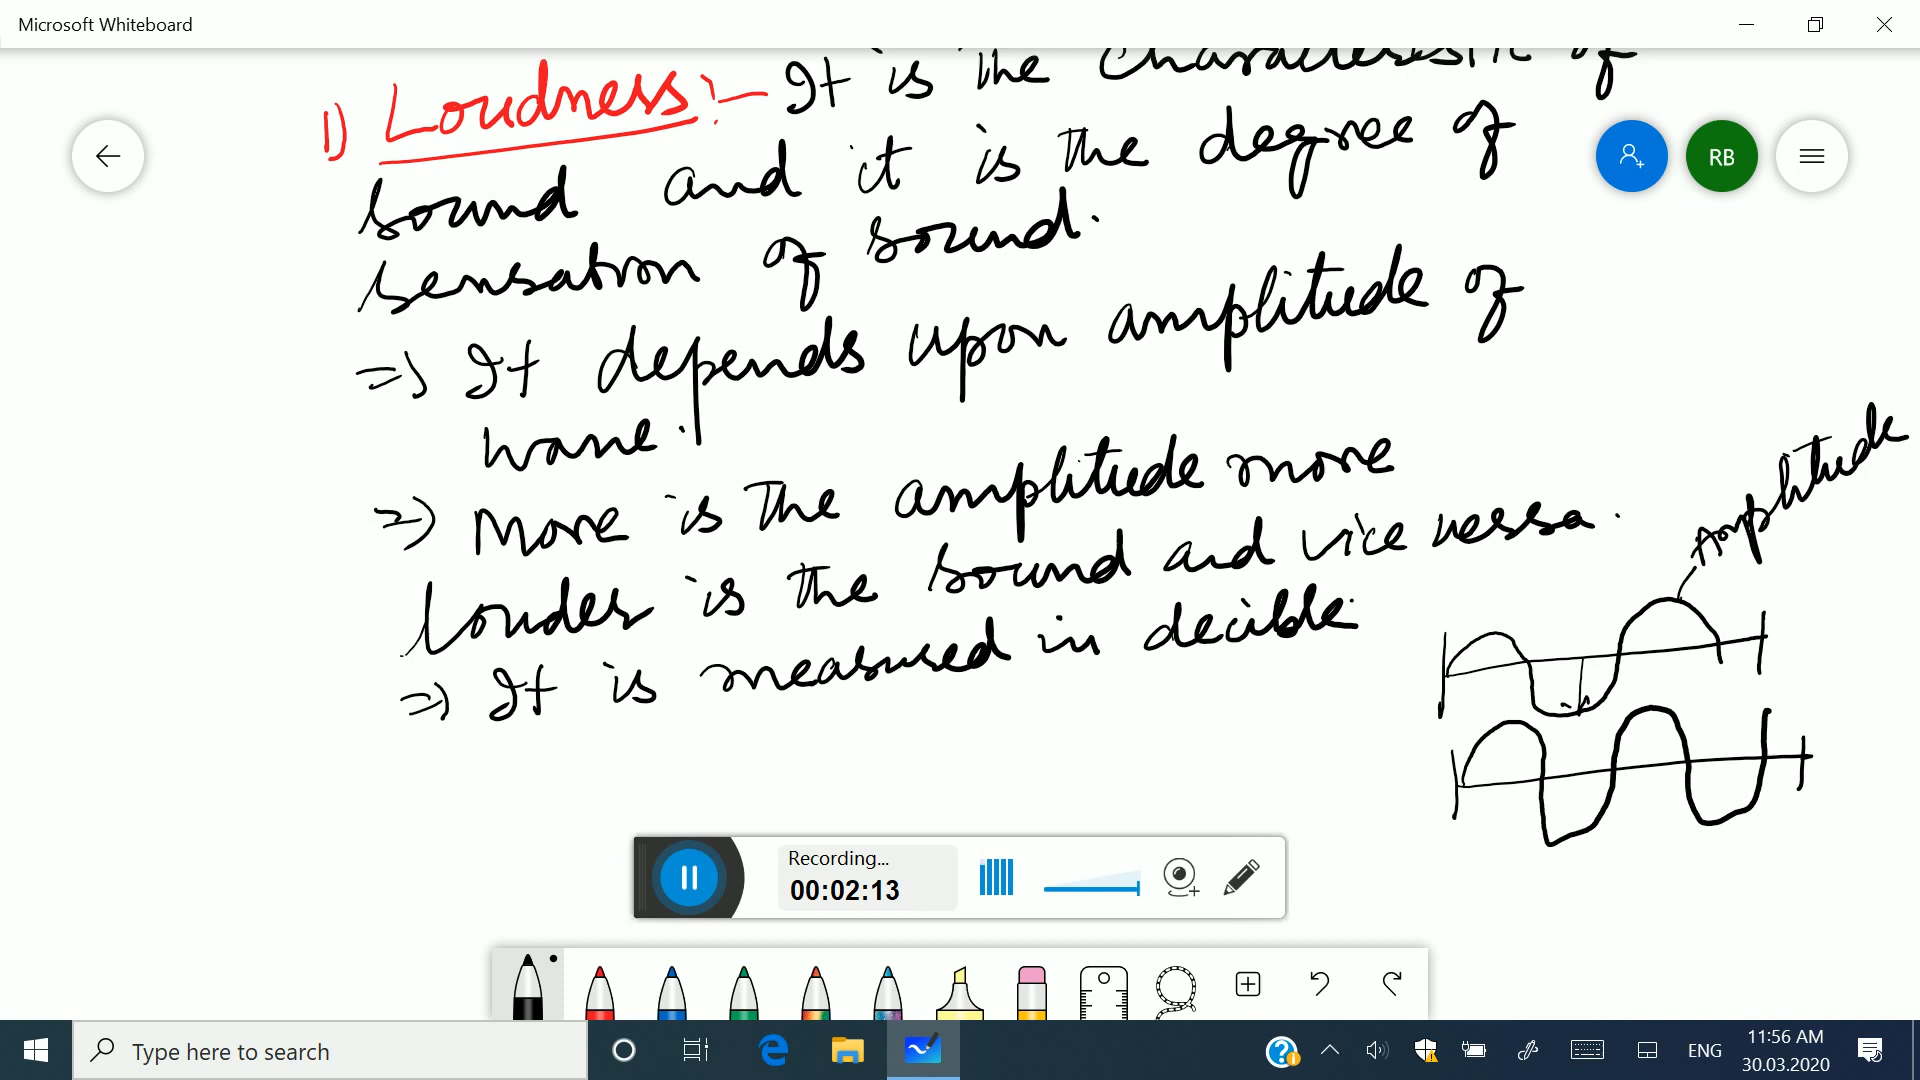 Microsoft Whiteboard
1) Loudness:- It is the characteristic of
sound and it is the degree of
sensation of sound.
RB
=> It depends upon amplitude of
wave.
=> More is the amplitude more
louder is the sound and vice versa.
=> It is measured in decible.
Amplitude
Recording...
00:02:13
Type here to search
ENG
11:56 AM
30.03.2020